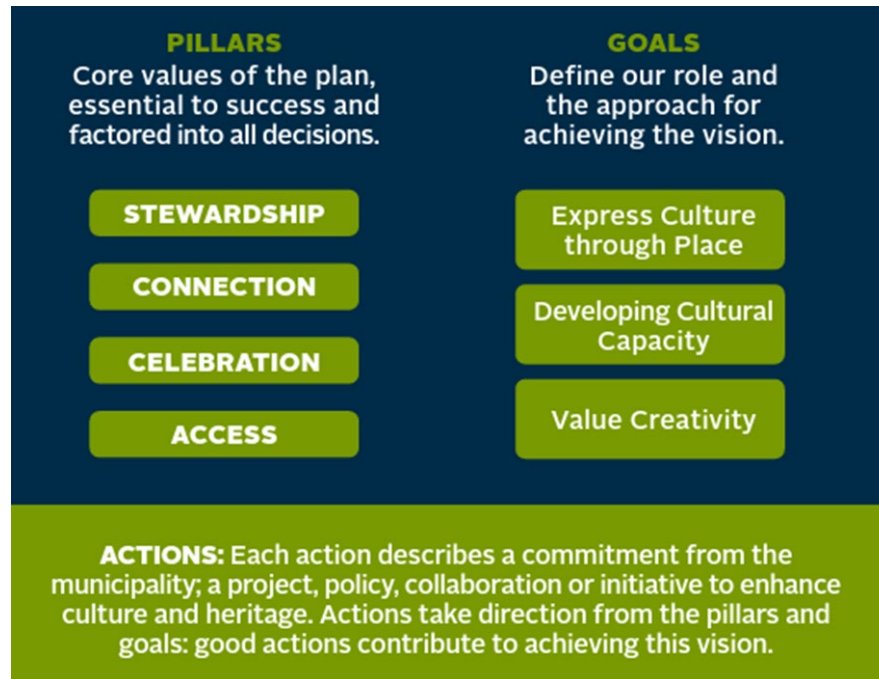 PILLARS
Core values of the plan,
essential to success and
factored into all decisions.
STEWARDSHIP
CONNECTION
CELEBRATION
ACCESS
GOALS
Define our role and
the approach for
achieving the vision.
Express Culture
through Place
Developing Cultural
Capacity
Value Creativity
ACTIONS: Each action describes a commitment from the
municipality; a project, policy, collaboration or initiative to enhance
culture and heritage. Actions take direction from the pillars and
goals: good actions contribute to achieving this vision.